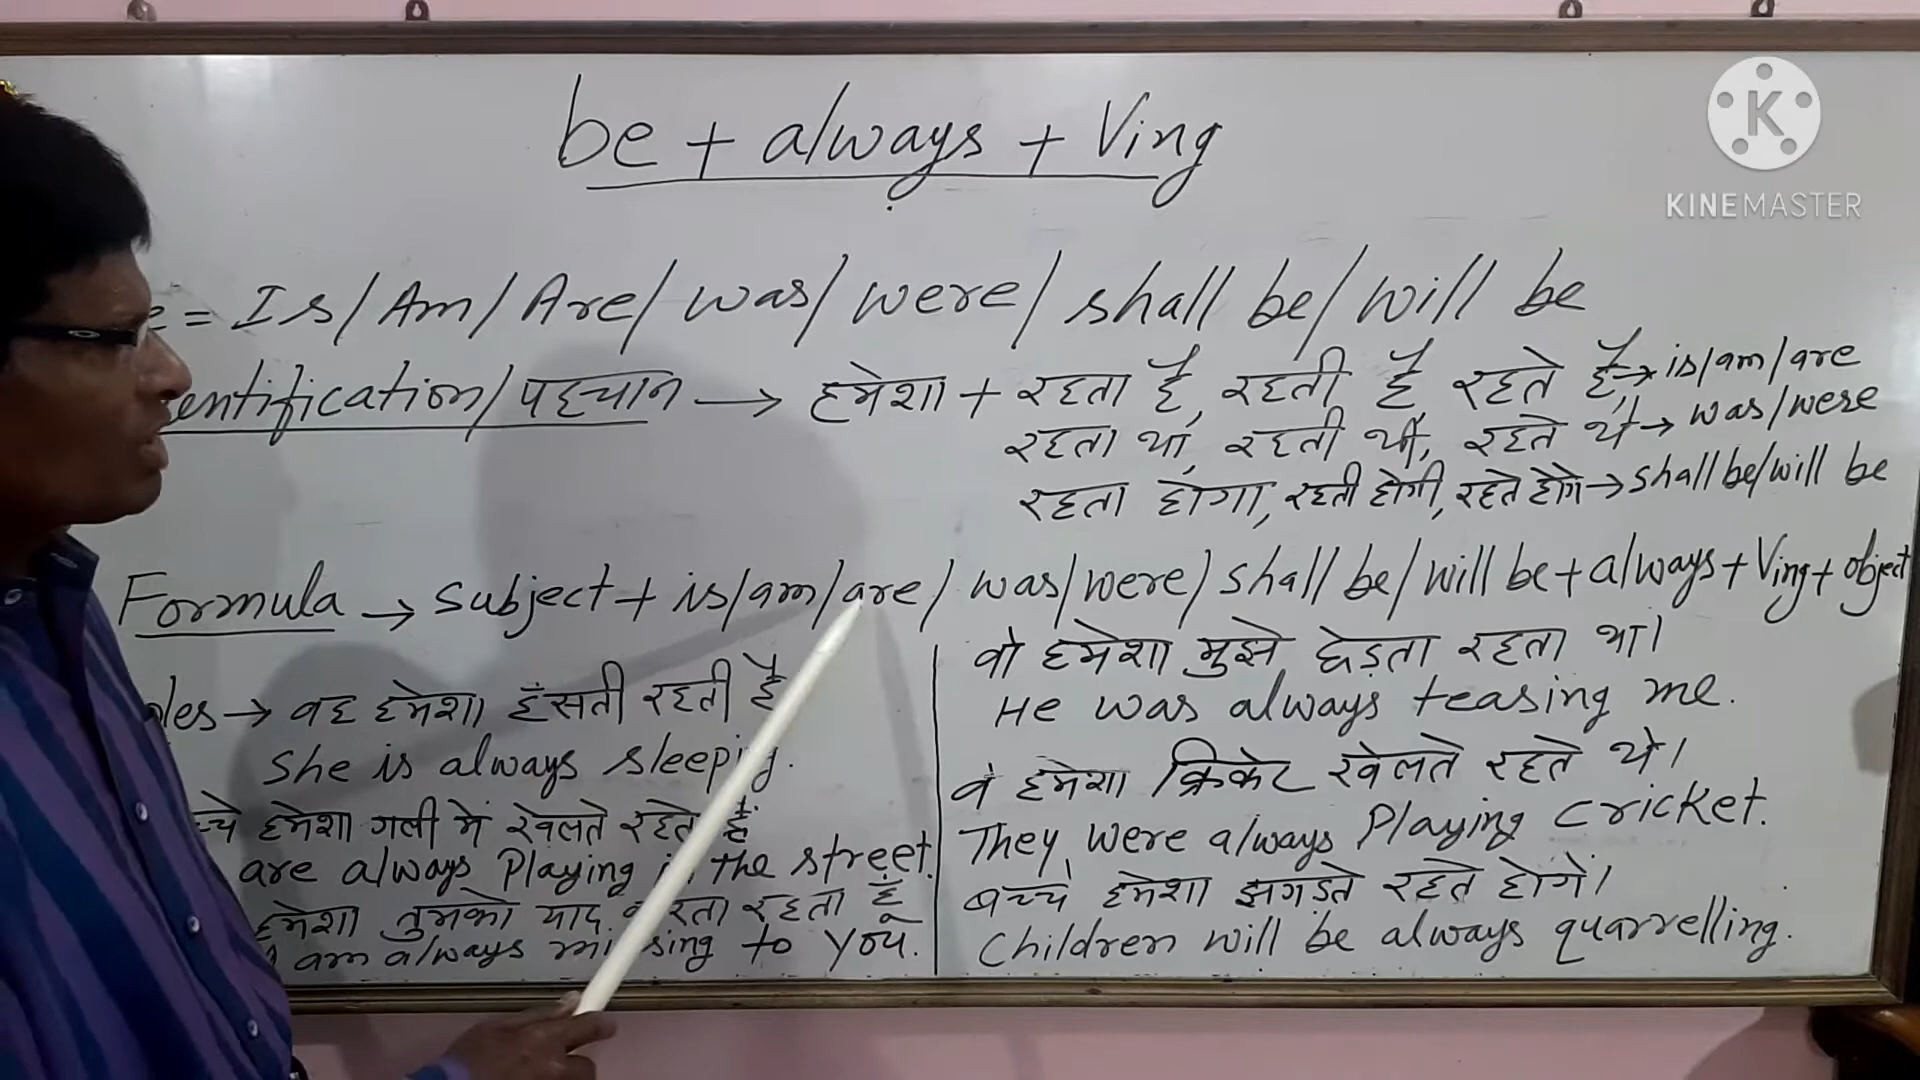 be + always + Ving
KINEMASTER
= Is/Am/Are/was/were/shall be/will be
entification/पहचान → हमेशा + रहता है, रहती है, रहते हैं, → is/am/are
रहता था, रहती थी, रहते थे → was/were
रहता होगा, रहती होगी, रहते होंगे → shall be/will be
Formula → subject + is/am/are/was/were/shall be/will be + always + Ving + object
les → वह हमेशा हंसती रहती है
She is always sleeping.
च्चे हमेशा गली में खेलते रहते हैं.
are always Playing in the street.
हमेशा तुमको याद करता रहता हूं
am always missing to you.
वो हमेशा मुझे छेड़ता रहता था।
He was always teasing me.
वे हमेशा क्रिकेट खेलते रहते थे।
They were always Playing Cricket.
बच्चे हमेशा झगडते रहते होगें।
Children will be always quarrelling.